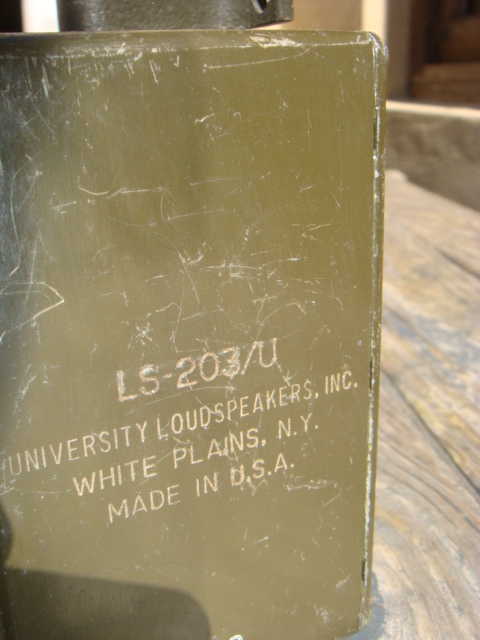 LS-203/U
UNIVERSITY LOUDSPEAKERS, INC.
WHITE PLAINS, N.Y.
MADE IN U.S.A.